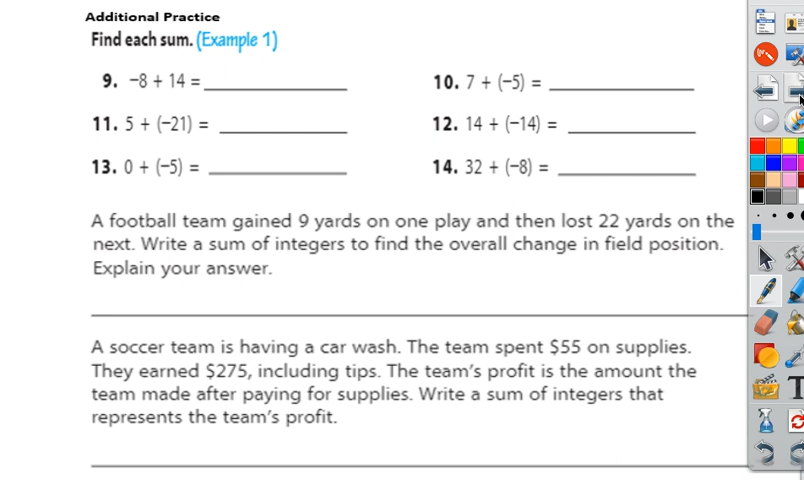 Additional Practice
Find each sum. (Example 1)
9. −8 + 14 = ____________
10. 7 + (−5) = ____________
11. 5 + (−21) = ____________
12. 14 + (−14) = ____________
13. 0 + (−5) = ____________
14. 32 + (−8) = ____________
A football team gained 9 yards on one play and then lost 22 yards on the
next. Write a sum of integers to find the overall change in field position.
Explain your answer.
A soccer team is having a car wash. The team spent $55 on supplies.
They earned $275, including tips. The team's profit is the amount the
team made after paying for supplies. Write a sum of integers that
represents the team's profit.
T